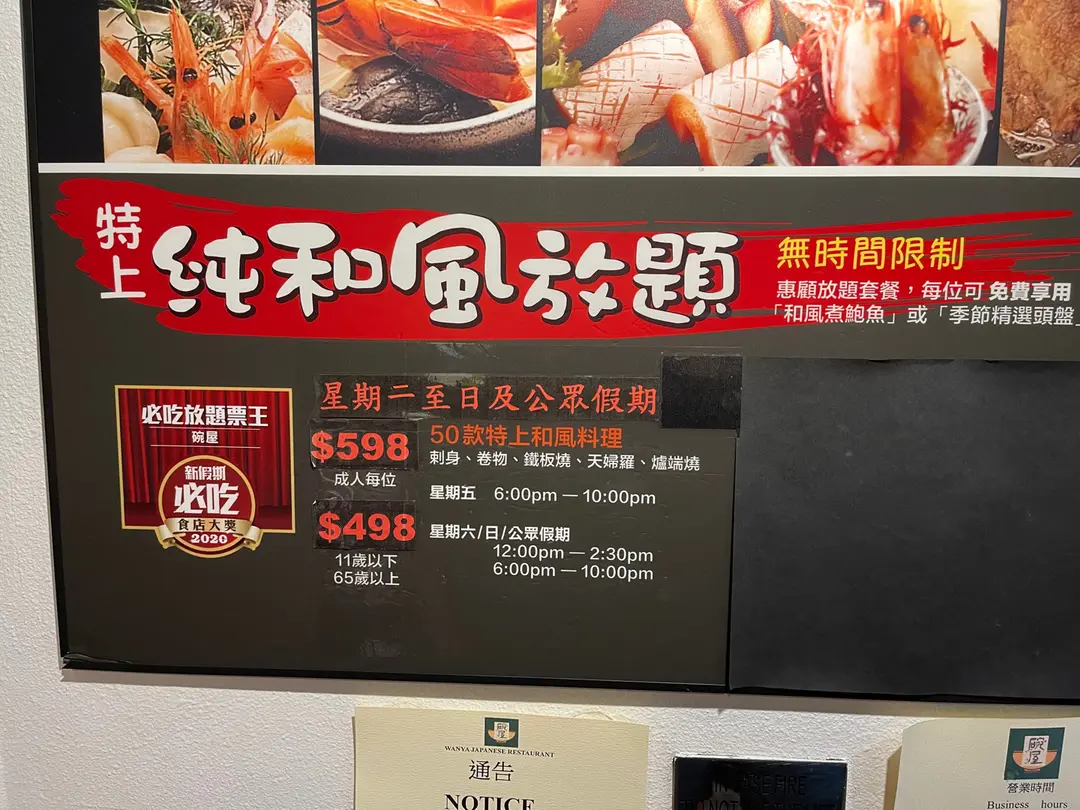 特上
純和風放題
無時間限制
惠顧放題套餐，每位可免費享用
「和風煮鮑魚」或「季節精選頭盤」
必吃放題票王
碗屋
新假期
必吃
食店大獎
2020
星期二至日及公眾假期
$598
成人每位
$498
11歲以下
65歲以上
50款特上和風料理
刺身、卷物、鐵板燒、天婦羅、爐端燒
星期五 6:00pm — 10:00pm
星期六/日/公眾假期
12:00pm — 2:30pm
6:00pm — 10:00pm
碗屋
WANYA JAPANESE RESTAURANT
通告
NOTICE
碗屋
營業時間
Business hours